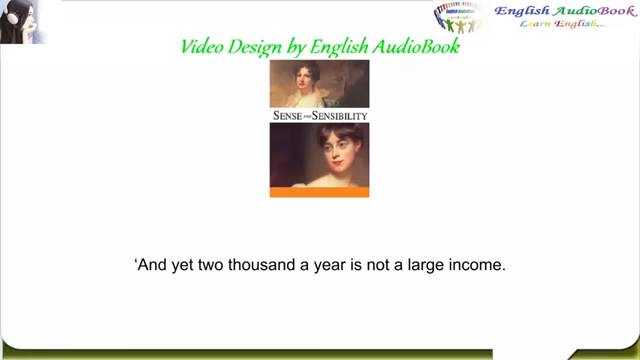 English AudioBook
Learn English...
Video Design by English AudioBook
SENSE AND SENSIBILITY
‘And yet two thousand a year is not a large income.